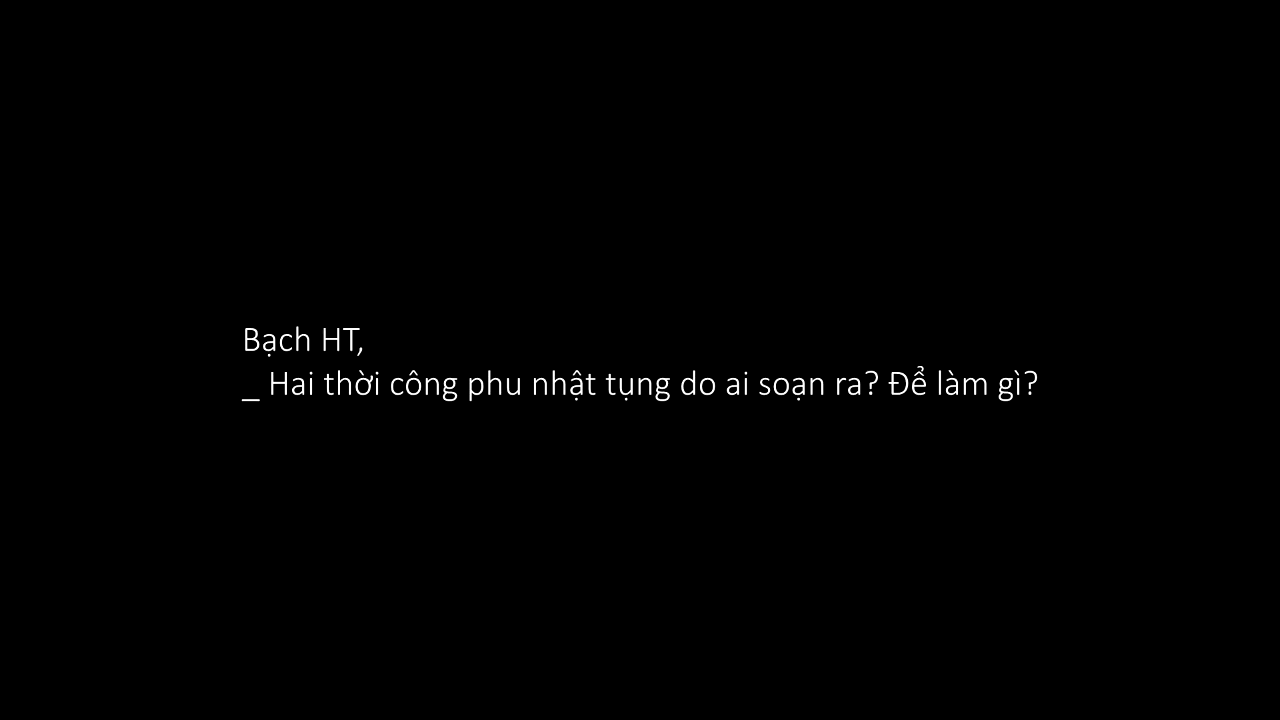 Bạch HT,
_ Hai thời công phu nhật tụng do ai soạn ra? Để làm gì?